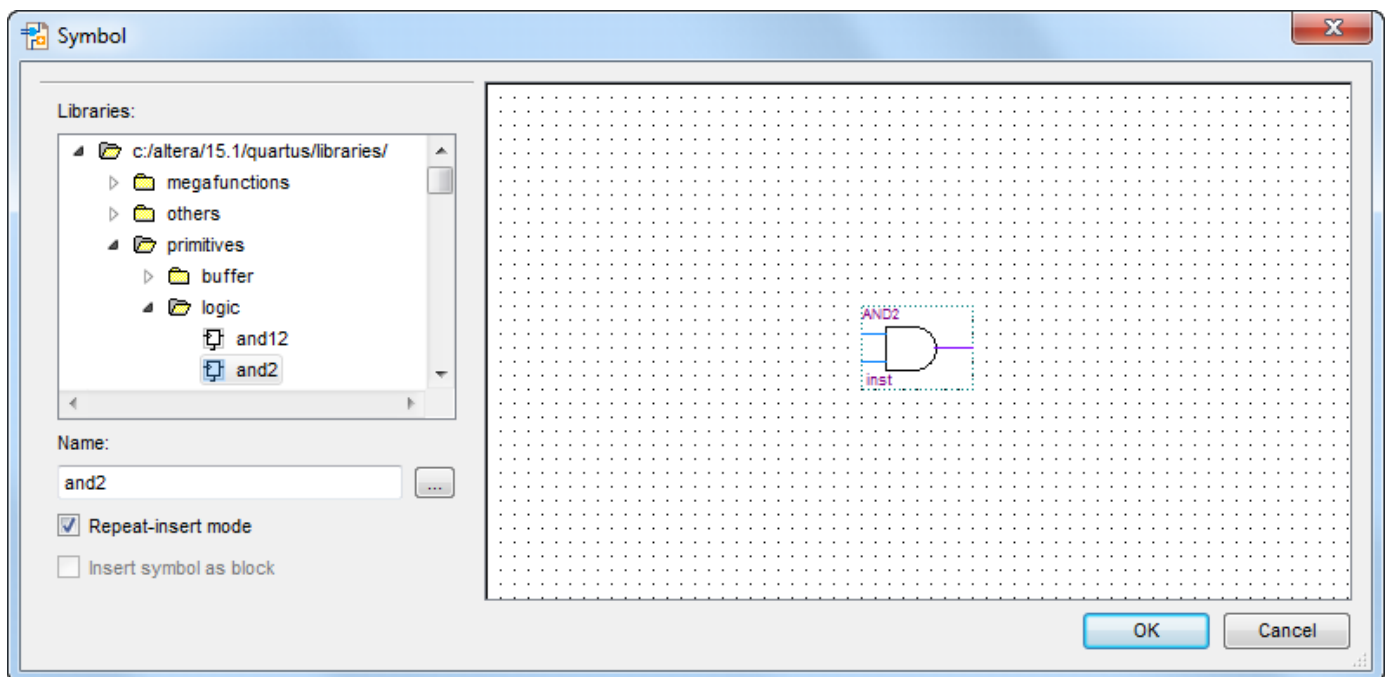 Symbol
Libraries:
c:/altera/15.1/quartus/libraries/
megafunctions
others
primitives
buffer
logic
and12
and2
Name:
and2
...
Repeat-insert mode
Insert symbol as block
AND2
inst
OK
Cancel